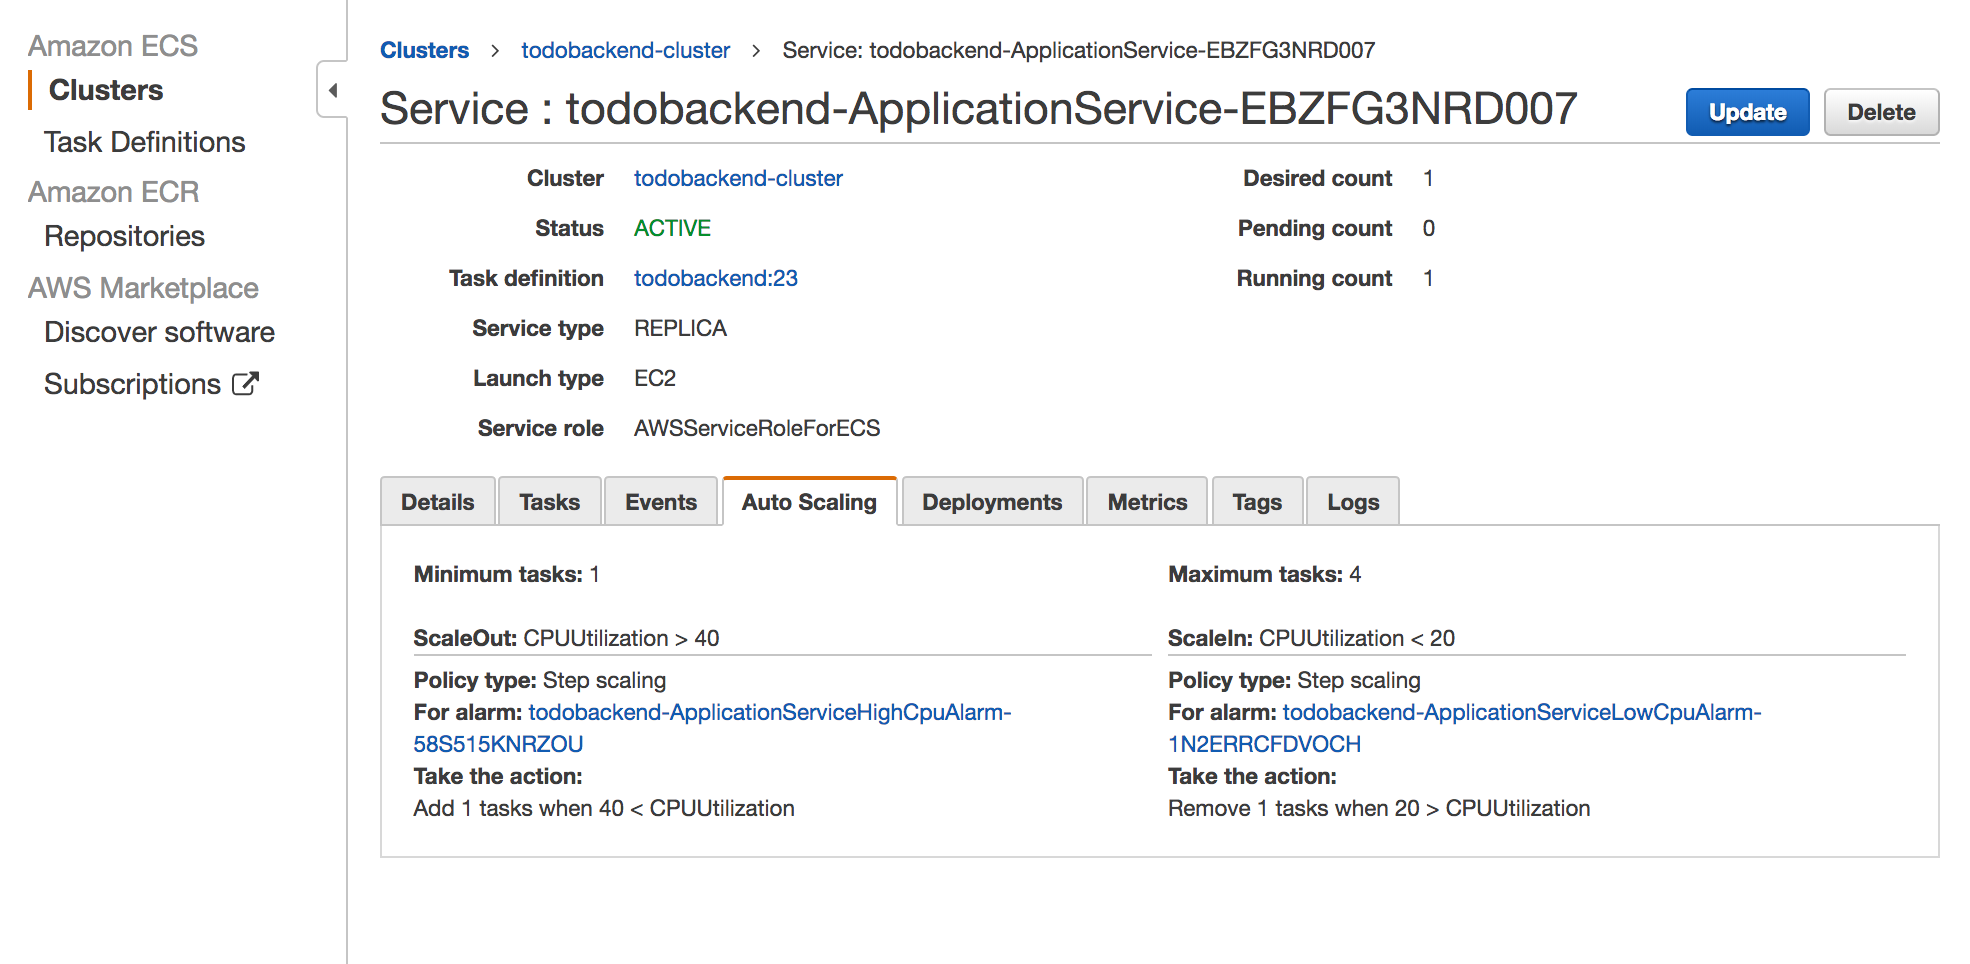 Amazon ECS
Clusters
Task Definitions
Amazon ECR
Repositories
AWS Marketplace
Discover software
Subscriptions
Clusters > todobackend-cluster > Service: todobackend-ApplicationService-EBZFG3NRD007
Service : todobackend-ApplicationService-EBZFG3NRD007
Update
Delete
Cluster todobackend-cluster
Status ACTIVE
Task definition todobackend:23
Service type REPLICA
Launch type EC2
Service role AWSServiceRoleForECS
Desired count 1
Pending count 0
Running count 1
Details Tasks Events Auto Scaling Deployments Metrics Tags Logs
Minimum tasks: 1
Maximum tasks: 4
ScaleOut: CPUUtilization > 40
Policy type: Step scaling
For alarm: todobackend-ApplicationServiceHighCpuAlarm-
58S515KNRZOU
Take the action:
Add 1 tasks when 40 < CPUUtilization
ScaleIn: CPUUtilization < 20
Policy type: Step scaling
For alarm: todobackend-ApplicationServiceLowCpuAlarm-
1N2ERRCFDVOCH
Take the action:
Remove 1 tasks when 20 > CPUUtilization